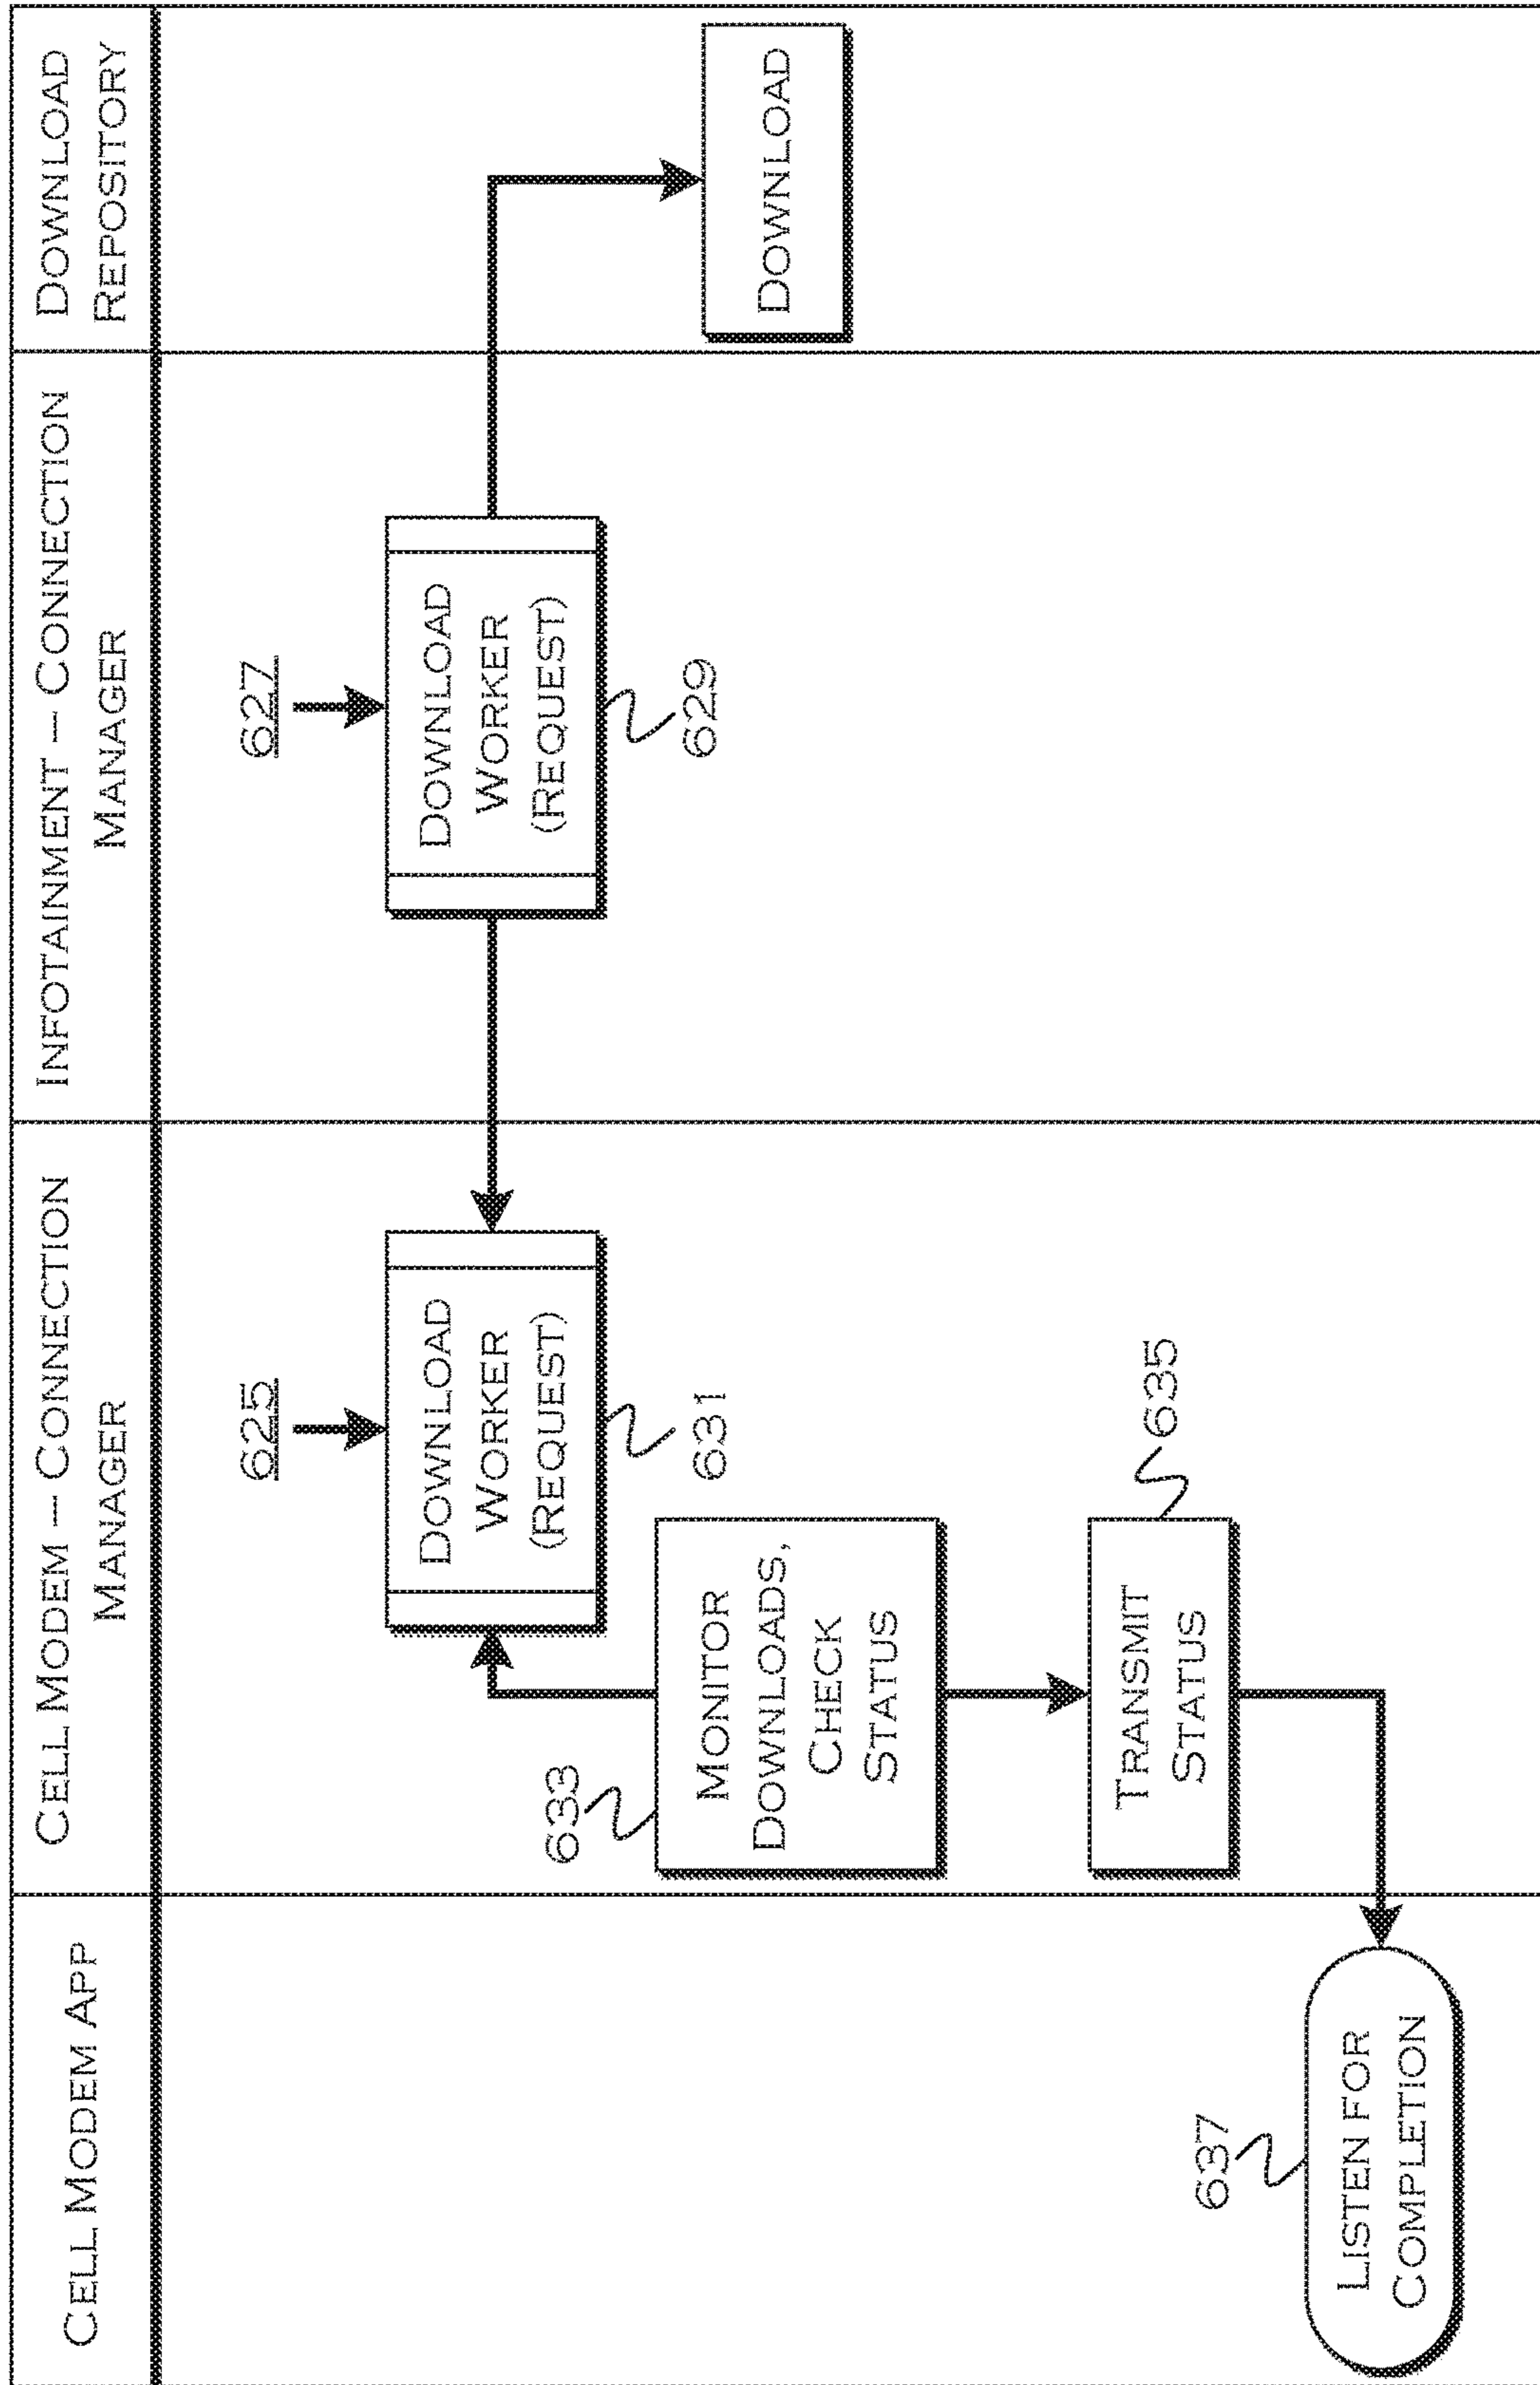 CELL MODEM APP
CELL MODEM – CONNECTION
MANAGER
INFOTAINMENT – CONNECTION
MANAGER
DOWNLOAD
REPOSITORY
625
627
DOWNLOAD
WORKER
(REQUEST)
631
DOWNLOAD
WORKER
(REQUEST)
629
DOWNLOAD
633
MONITOR
DOWNLOADS,
CHECK
STATUS
635
TRANSMIT
STATUS
637
LISTEN FOR
COMPLETION